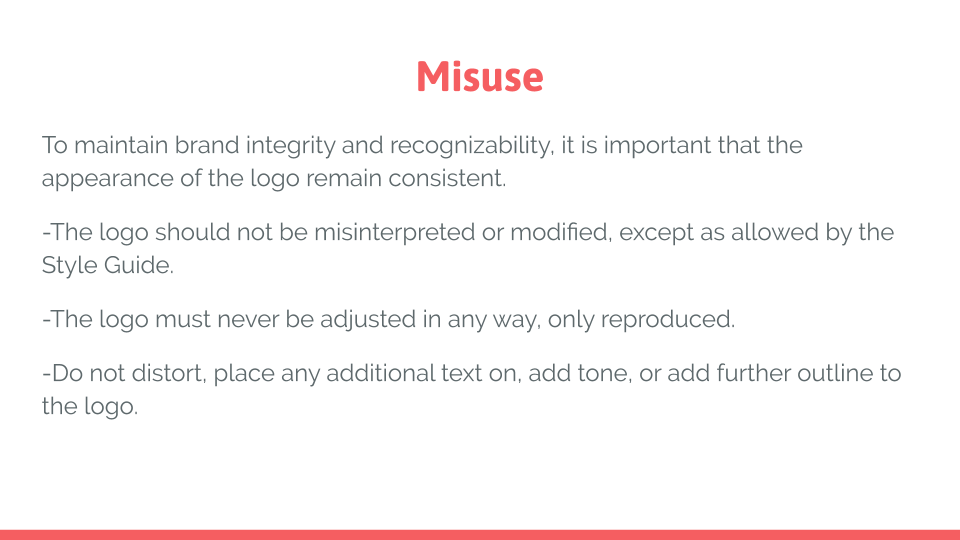 Misuse
To maintain brand integrity and recognizability, it is important that the
appearance of the logo remain consistent.
-The logo should not be misinterpreted or modified, except as allowed by the
Style Guide.
-The logo must never be adjusted in any way, only reproduced.
-Do not distort, place any additional text on, add tone, or add further outline to
the logo.